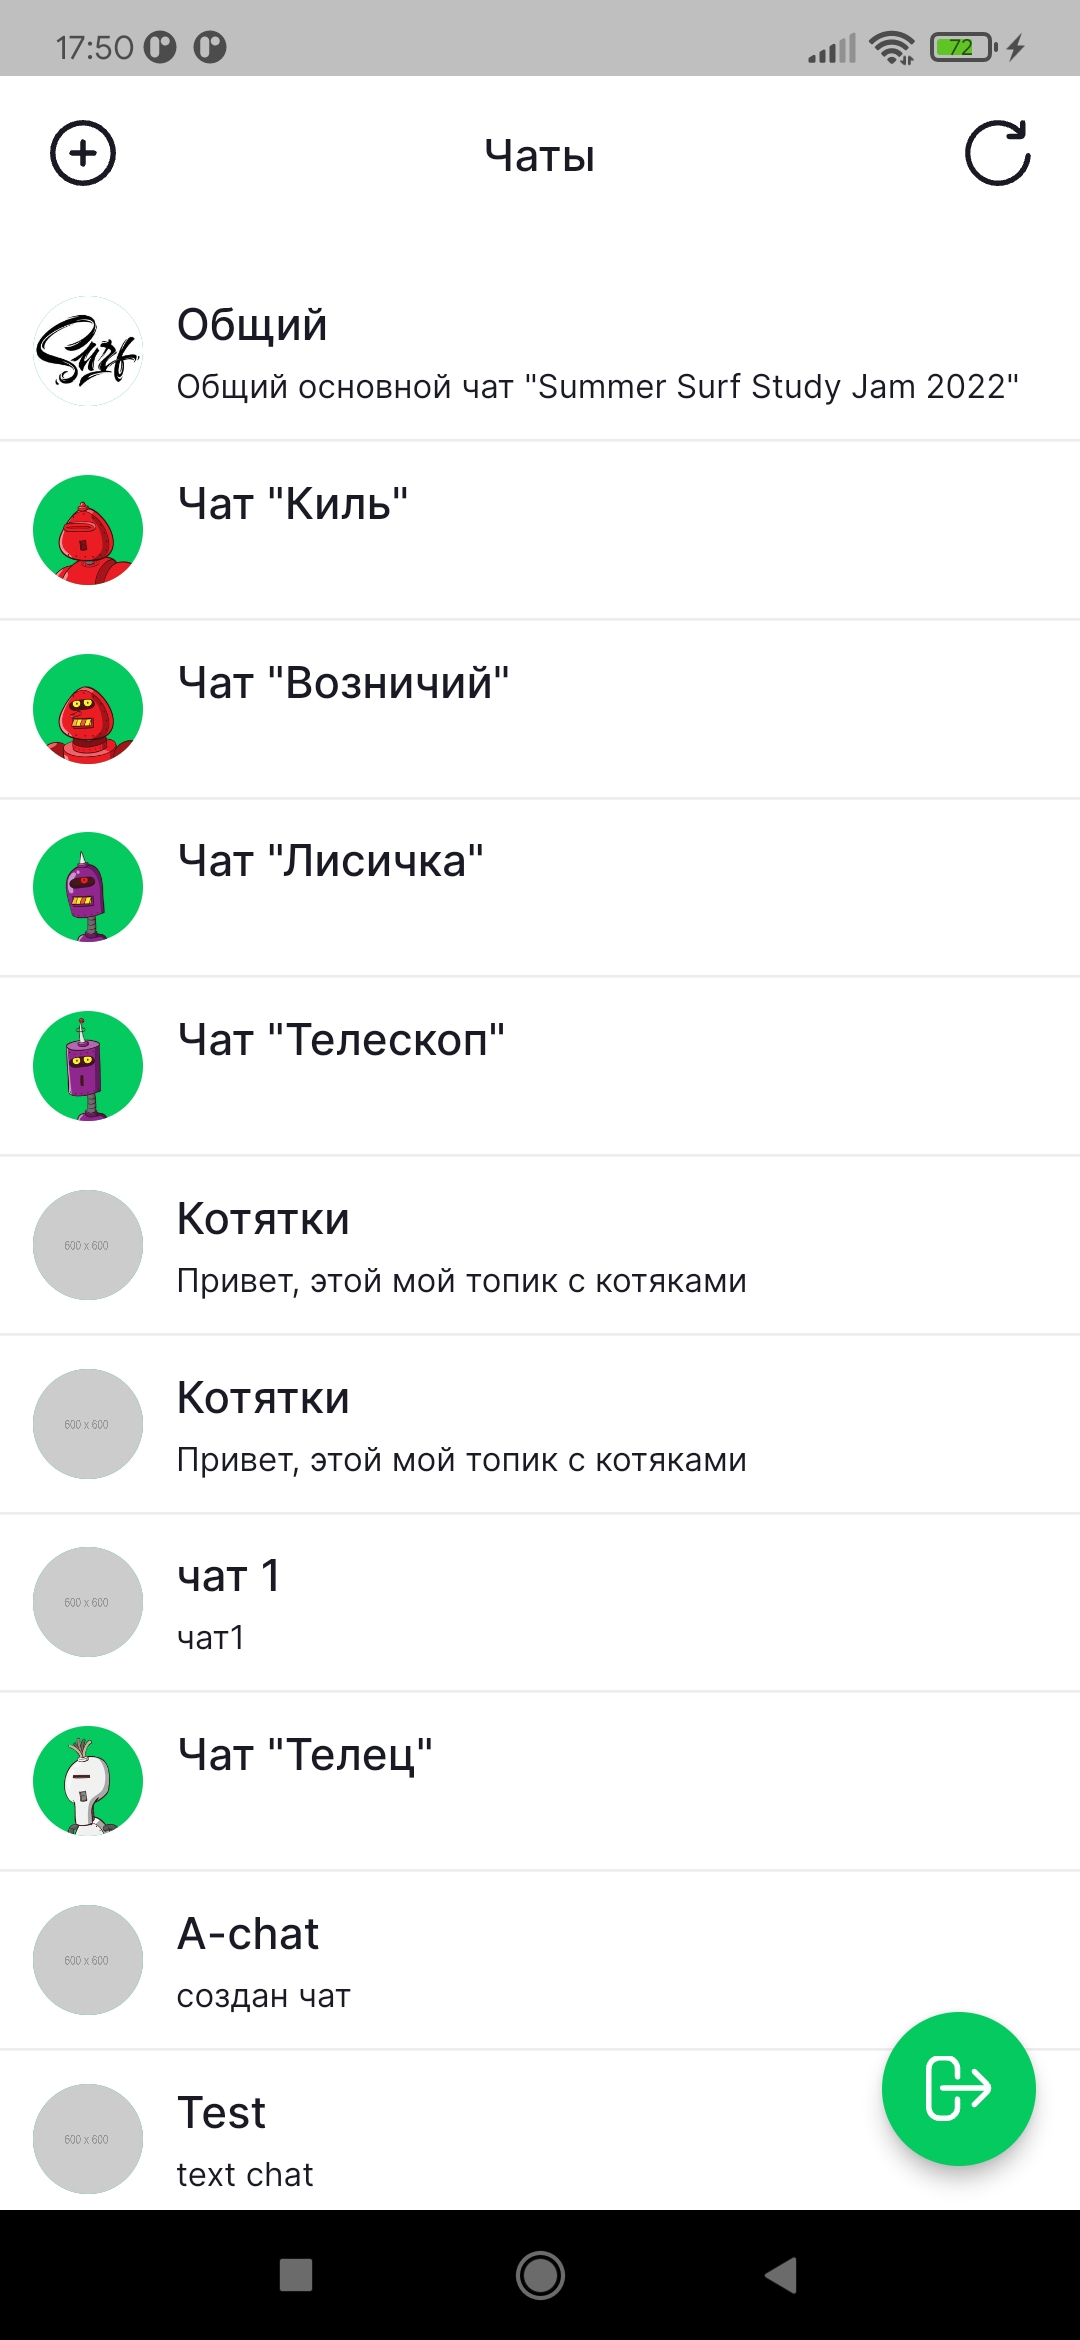 17:50
72
Чаты
Surf
Общий
Общий основной чат "Summer Surf Study Jam 2022"
Чат "Киль"
Чат "Возничий"
Чат "Лисичка"
Чат "Телескоп"
600 x 600
Котятки
Привет, этой мой топик с котяками
600 x 600
Котятки
Привет, этой мой топик с котяками
600 x 600
чат 1
чат1
Чат "Телец"
600 x 600
A-chat
создан чат
600 x 600
Test
text chat